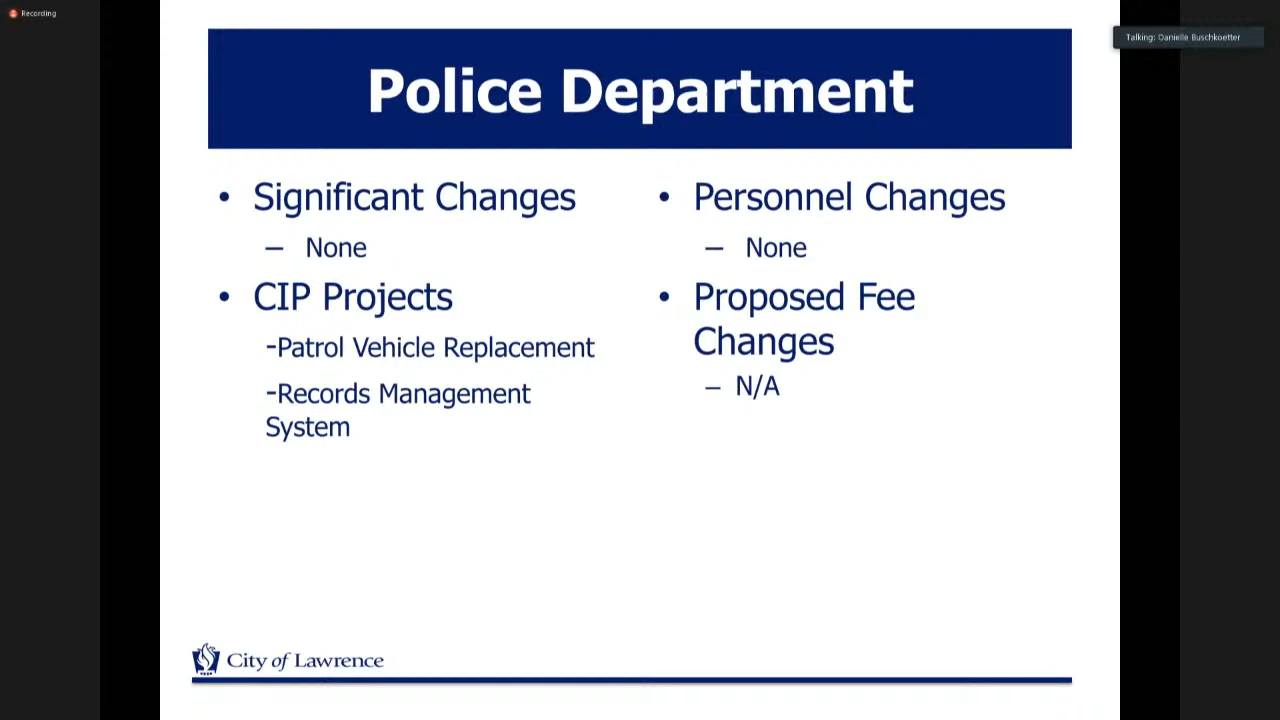 Recording
Talking: Danielle Buschkoetter
Police Department
• Significant Changes
– None
• CIP Projects
-Patrol Vehicle Replacement
-Records Management
System
• Personnel Changes
– None
• Proposed Fee
Changes
– N/A
City of Lawrence